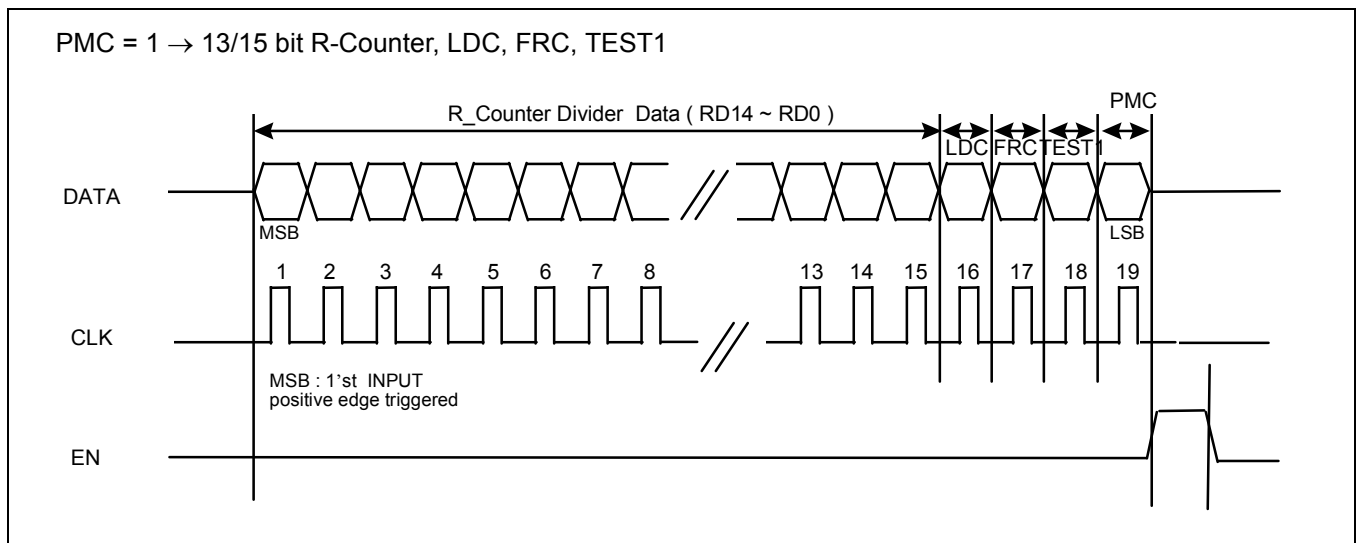 PMC = 1 → 13/15 bit R-Counter, LDC, FRC, TEST1
PMC
R_Counter Divider Data ( RD14 ~ RD0 )
LDC FRC TEST1
DATA
MSB
LSB
1 2 3 4 5 6 7 8 13 14 15 16 17 18 19
CLK
MSB : 1'st INPUT
positive edge triggered
EN